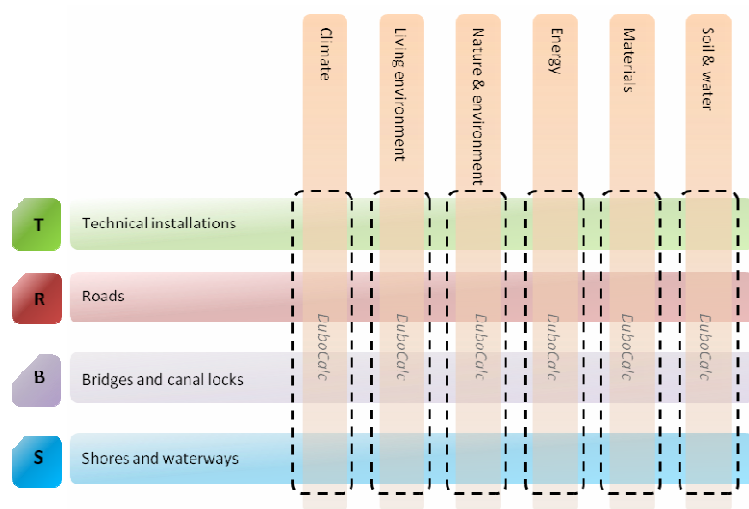 Climate
Living environment
Nature & environment
Energy
Materials
Soil & water
T
Technical installations
R
Roads
DuboCalc
DuboCalc
DuboCalc
DuboCalc
DuboCalc
DuboCalc
B
Bridges and canal locks
S
Shores and waterways